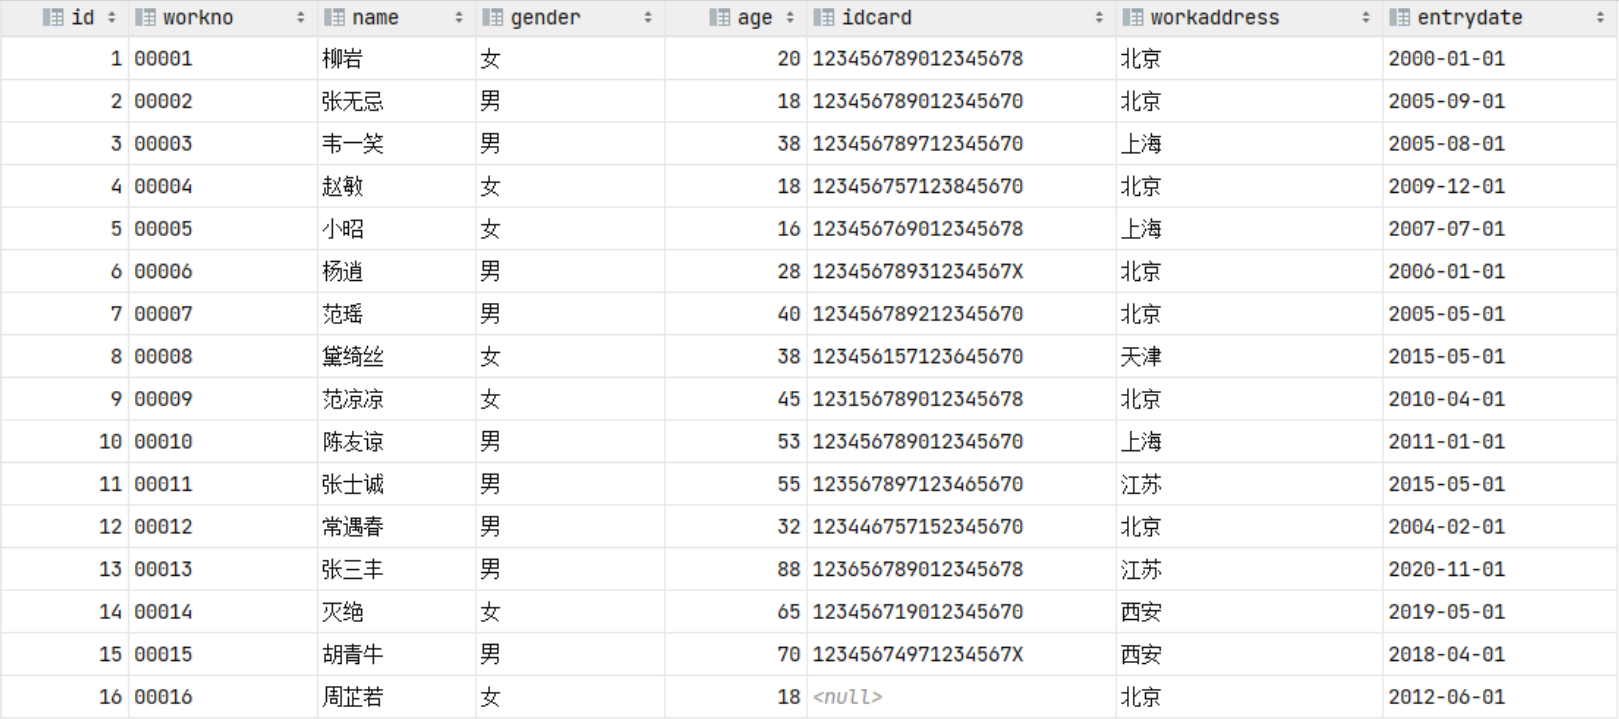 id workno name gender age idcard workaddress entrydate
1 00001 柳岩 女 20 123456789012345678 北京 2000-01-01
2 00002 张无忌 男 18 123456789012345670 北京 2005-09-01
3 00003 韦一笑 男 38 123456789712345670 上海 2005-08-01
4 00004 赵敏 女 18 123456757123845670 北京 2009-12-01
5 00005 小昭 女 16 123456769012345678 上海 2007-07-01
6 00006 杨逍 男 28 12345678931234567X 北京 2006-01-01
7 00007 范瑶 男 40 123456789212345670 北京 2005-05-01
8 00008 黛绮丝 女 38 123456157123645670 天津 2015-05-01
9 00009 范凉凉 女 45 123156789012345678 北京 2010-04-01
10 00010 陈友谅 男 53 123456789012345670 上海 2011-01-01
11 00011 张士诚 男 55 123567897123465670 江苏 2015-05-01
12 00012 常遇春 男 32 123446757152345670 北京 2004-02-01
13 00013 张三丰 男 88 123656789012345678 江苏 2020-11-01
14 00014 灭绝 女 65 123456719012345670 西安 2019-05-01
15 00015 胡青牛 男 70 12345674971234567X 西安 2018-04-01
16 00016 周芷若 女 18 <null> 北京 2012-06-01